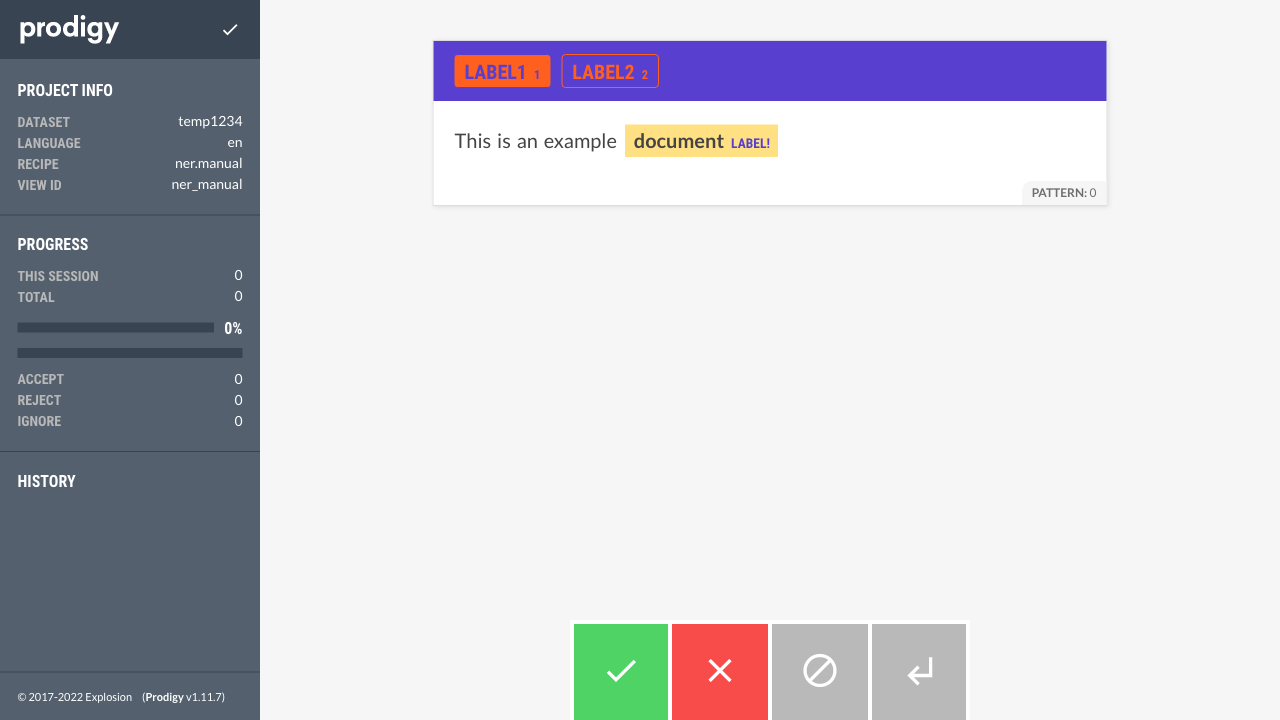 prodigy
PROJECT INFO
DATASET temp1234
LANGUAGE en
RECIPE ner.manual
VIEW ID ner_manual
PROGRESS
THIS SESSION 0
TOTAL 0
0%
ACCEPT 0
REJECT 0
IGNORE 0
HISTORY
© 2017-2022 Explosion (Prodigy v1.11.7)
LABEL1 1 LABEL2 2
This is an example document LABEL!
PATTERN: 0